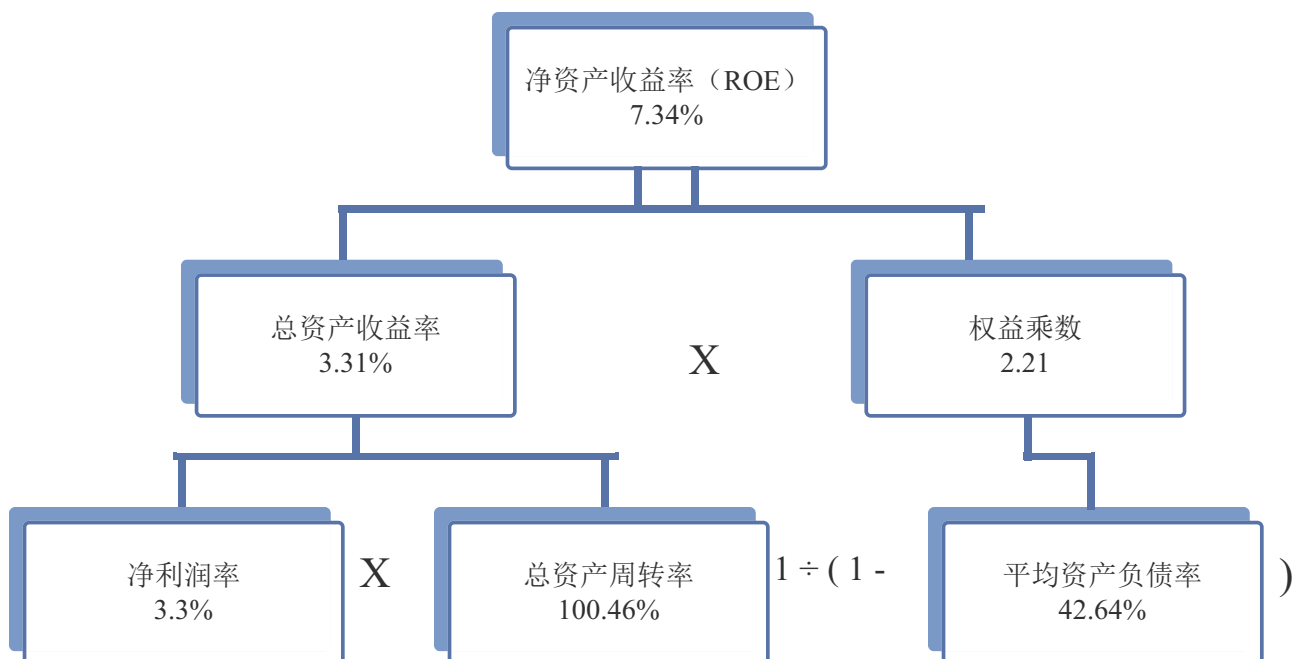 净资产收益率（ROE）
7.34%
总资产收益率
3.31%
X
权益乘数
2.21
净利润率
3.3%
X
总资产周转率
100.46%
1 ÷ ( 1 -
平均资产负债率
42.64%
)